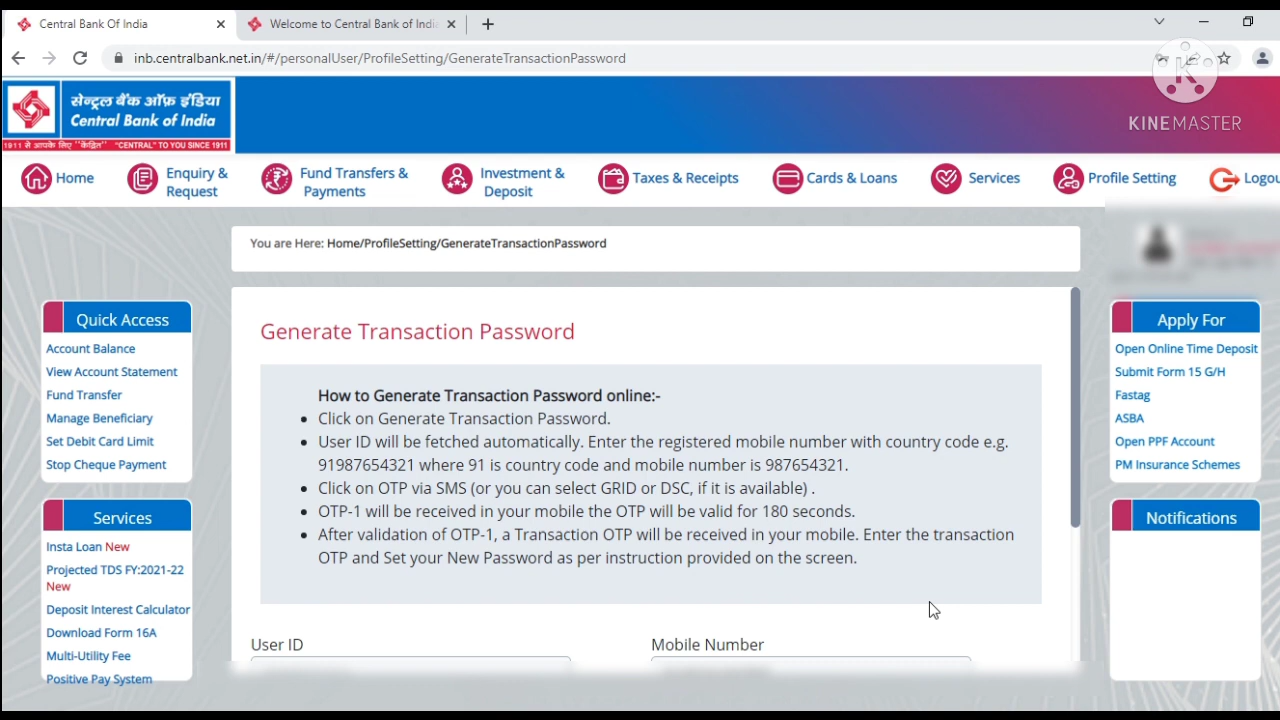 Central Bank Of India
Welcome to Central Bank of India
inb.centralbank.net.in/#/personalUser/ProfileSetting/GenerateTransactionPassword
KINEMASTER
सेन्ट्रल बैंक ऑफ़ इंडिया
Central Bank of India
1911 से आपके लिए "केंद्रित" "CENTRAL" TO YOU SINCE 1911
Home
Enquiry &
Request
Fund Transfers &
Payments
Investment &
Deposit
Taxes & Receipts
Cards & Loans
Services
Profile Setting
Logou
You are Here: Home/ProfileSetting/GenerateTransactionPassword
Quick Access
Account Balance
View Account Statement
Fund Transfer
Manage Beneficiary
Set Debit Card Limit
Stop Cheque Payment
Services
Insta Loan New
Projected TDS FY:2021-22
New
Deposit Interest Calculator
Download Form 16A
Multi-Utility Fee
Positive Pay System
Generate Transaction Password
How to Generate Transaction Password online:-
Click on Generate Transaction Password.
User ID will be fetched automatically. Enter the registered mobile number with country code e.g.
91987654321 where 91 is country code and mobile number is 987654321.
Click on OTP via SMS (or you can select GRID or DSC, if it is available) .
OTP-1 will be received in your mobile the OTP will be valid for 180 seconds.
After validation of OTP-1, a Transaction OTP will be received in your mobile. Enter the transaction
OTP and Set your New Password as per instruction provided on the screen.
User ID
Mobile Number
Apply For
Open Online Time Deposit
Submit Form 15 G/H
Fastag
ASBA
Open PPF Account
PM Insurance Schemes
Notifications